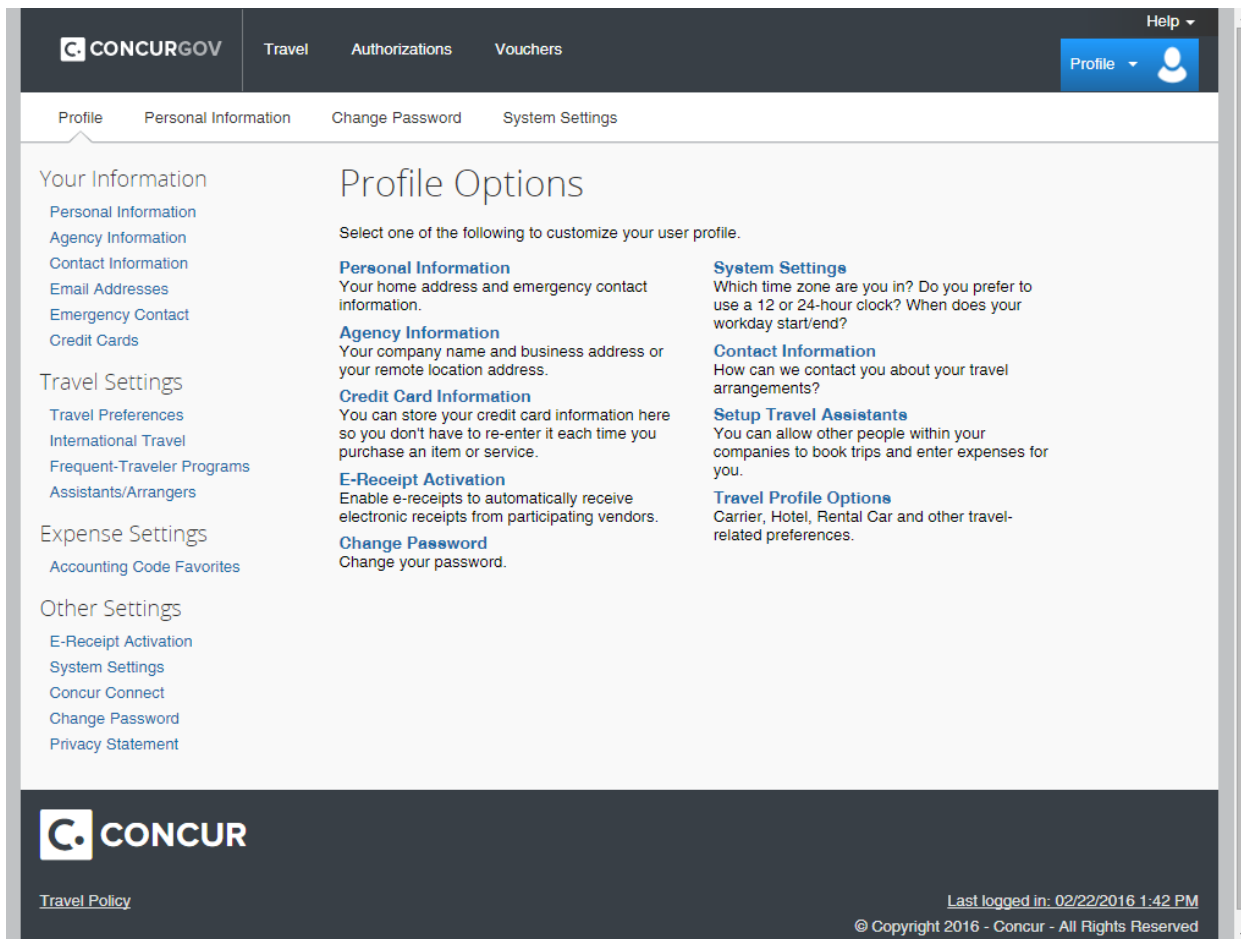 Help
C. CONCURGOV Travel Authorizations Vouchers
Profile
Profile Personal Information Change Password System Settings
Your Information
Personal Information
Agency Information
Contact Information
Email Addresses
Emergency Contact
Credit Cards
Travel Settings
Travel Preferences
International Travel
Frequent-Traveler Programs
Assistants/Arrangers
Expense Settings
Accounting Code Favorites
Other Settings
E-Receipt Activation
System Settings
Concur Connect
Change Password
Privacy Statement
Profile Options
Select one of the following to customize your user profile.
Personal Information
Your home address and emergency contact
information.
Agency Information
Your company name and business address or
your remote location address.
Credit Card Information
You can store your credit card information here
so you don't have to re-enter it each time you
purchase an item or service.
E-Receipt Activation
Enable e-receipts to automatically receive
electronic receipts from participating vendors.
Change Password
Change your password.
System Settings
Which time zone are you in? Do you prefer to
use a 12 or 24-hour clock? When does your
workday start/end?
Contact Information
How can we contact you about your travel
arrangements?
Setup Travel Assistants
You can allow other people within your
companies to book trips and enter expenses for
you.
Travel Profile Options
Carrier, Hotel, Rental Car and other travel-
related preferences.
C. CONCUR
Travel Policy
Last logged in: 02/22/2016 1:42 PM
© Copyright 2016 - Concur - All Rights Reserved